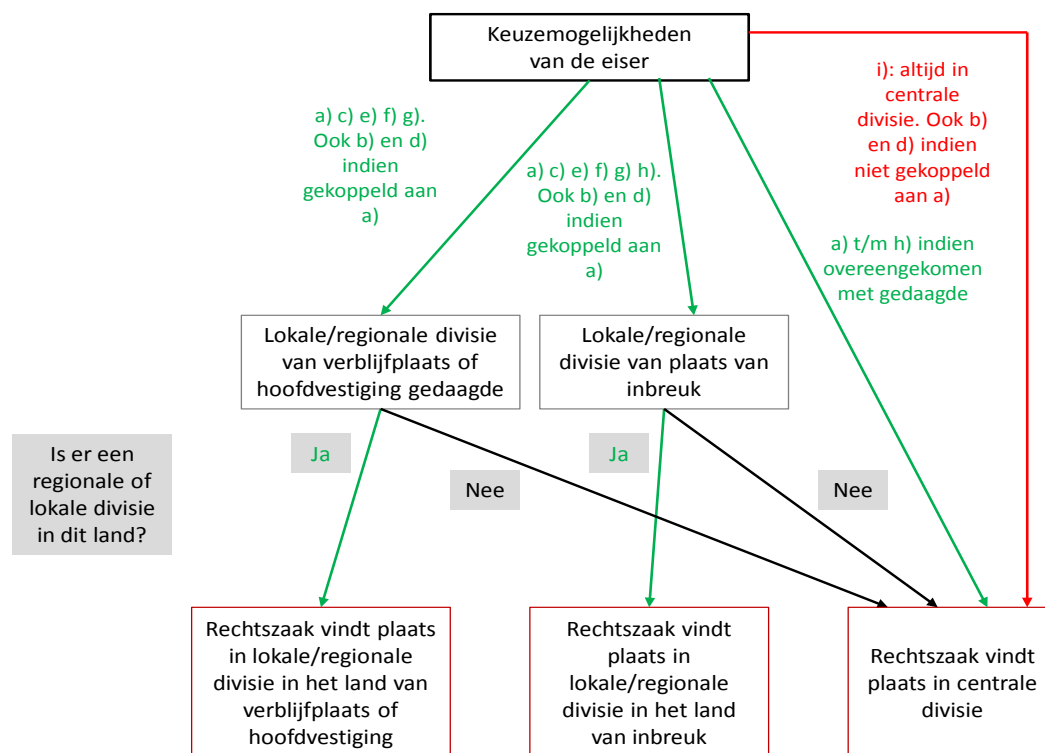 Keuzemogelijkheden
van de eiser
a) c) e) f) g).
Ook b) en d)
indien
gekoppeld aan
a)
a) c) e) f) g) h).
Ook b) en d)
indien
gekoppeld aan
a)
i): altijd in
centrale
divisie. Ook b)
en d) indien
niet gekoppeld
aan a)
a) t/m h) indien
overeengekomen
met gedaagde
Lokale/regionale divisie
van verblijfplaats of
hoofdvestiging gedaagde
Lokale/regionale
divisie van plaats van
inbreuk
Is er een
regionale of
lokale divisie
in dit land?
Ja
Nee
Ja
Nee
Rechtszaak vindt plaats
in lokale/regionale
divisie in het land van
verblijfplaats of
hoofdvestiging
Rechtszaak vindt
plaats in
lokale/regionale
divisie in het land
van inbreuk
Rechtszaak vindt
plaats in centrale
divisie